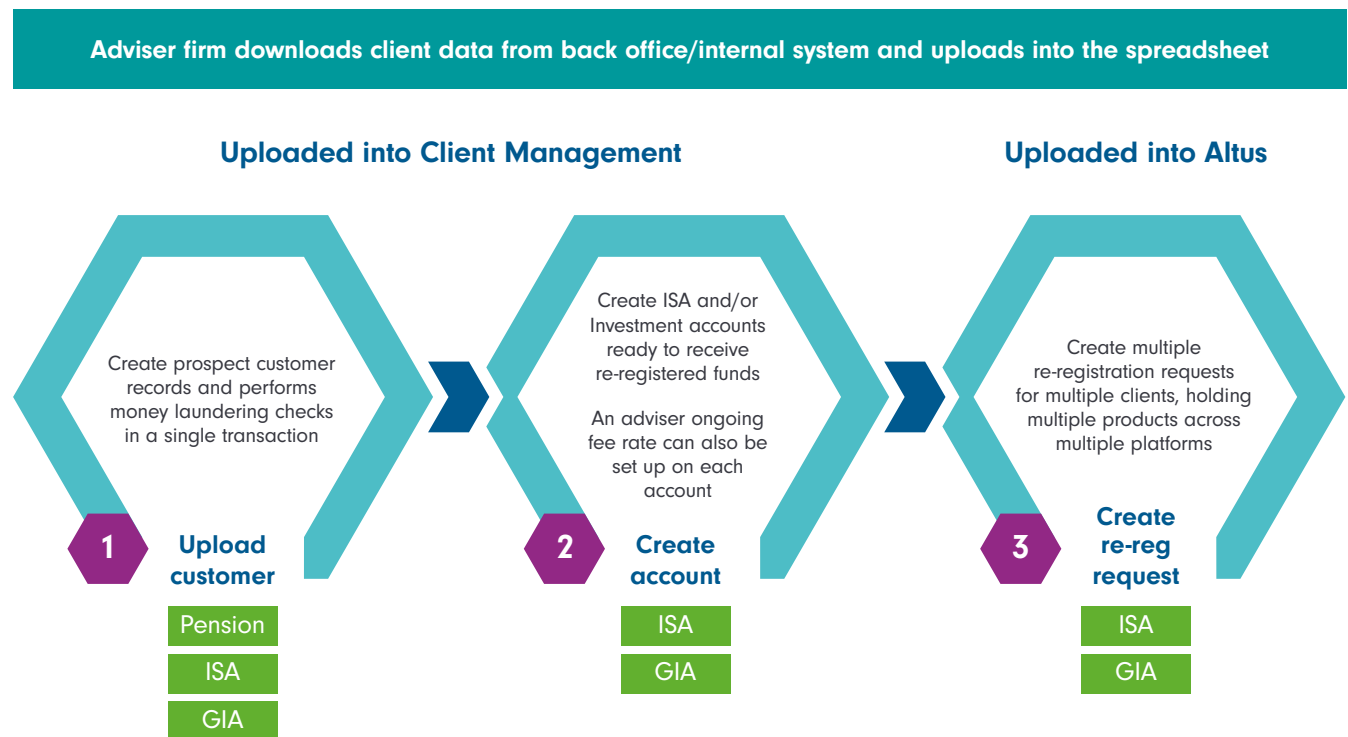 Adviser firm downloads client data from back office/internal system and uploads into the spreadsheet
Uploaded into Client Management
Uploaded into Altus
Create prospect customer
records and performs
money laundering checks
in a single transaction
1
Upload
customer
Pension
ISA
GIA
Create ISA and/or
Investment accounts
ready to receive
re-registered funds
An adviser ongoing
fee rate can also be
set up on each
account
2
Create
account
ISA
GIA
Create multiple
re-registration requests
for multiple clients, holding
multiple products across
multiple platforms
3
Create
re-reg
request
ISA
GIA